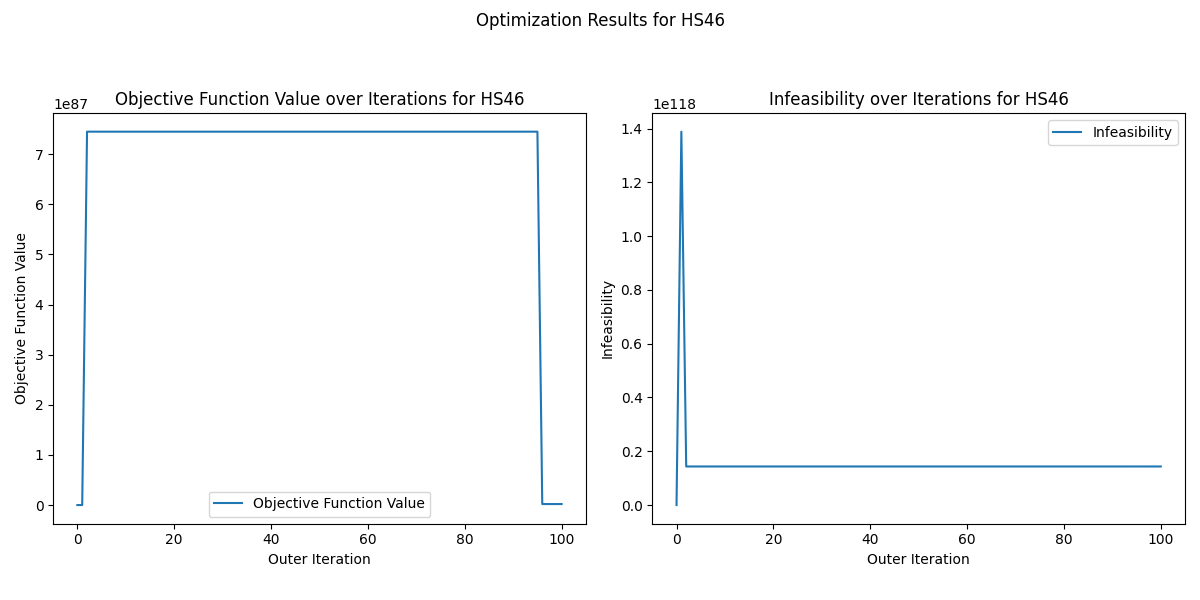 Optimization Results for HS46
Objective Function Value over Iterations for HS46
1e87
7
6
5
4
3
2
1
0
Objective Function Value
Objective Function Value
0 20 40 60 80 100
Outer Iteration
Infeasibility over Iterations for HS46
1e118
1.4
1.2
1.0
0.8
0.6
0.4
0.2
0.0
Infeasibility
Infeasibility
0 20 40 60 80 100
Outer Iteration